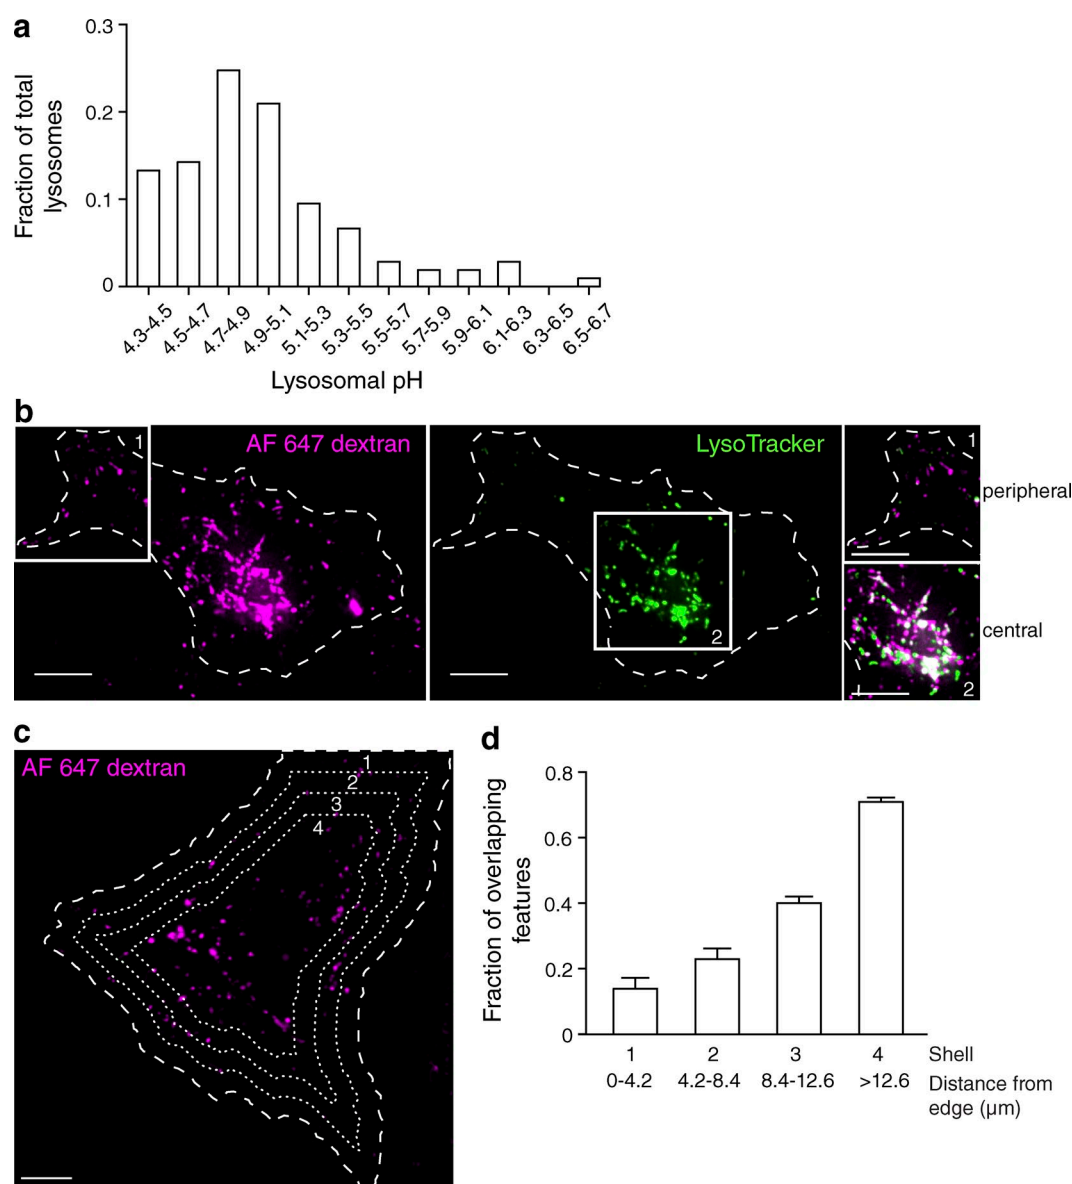 a
0.3
0.2
0.1
0
Fraction of total
lysosomes
4.3-4.5
4.5-4.7
4.7-4.9
4.9-5.1
5.1-5.3
5.3-5.5
5.5-5.7
5.7-5.9
5.9-6.1
6.1-6.3
6.3-6.5
6.5-6.7
Lysosomal pH
b
1
AF 647 dextran
LysoTracker
2
1
peripheral
central
2
c
AF 647 dextran
1
2
3
4
d
0.8
0.6
0.4
0.2
0
Fraction of overlapping
features
1 2 3 4 Shell
0-4.2 4.2-8.4 8.4-12.6 >12.6 Distance from
edge (µm)